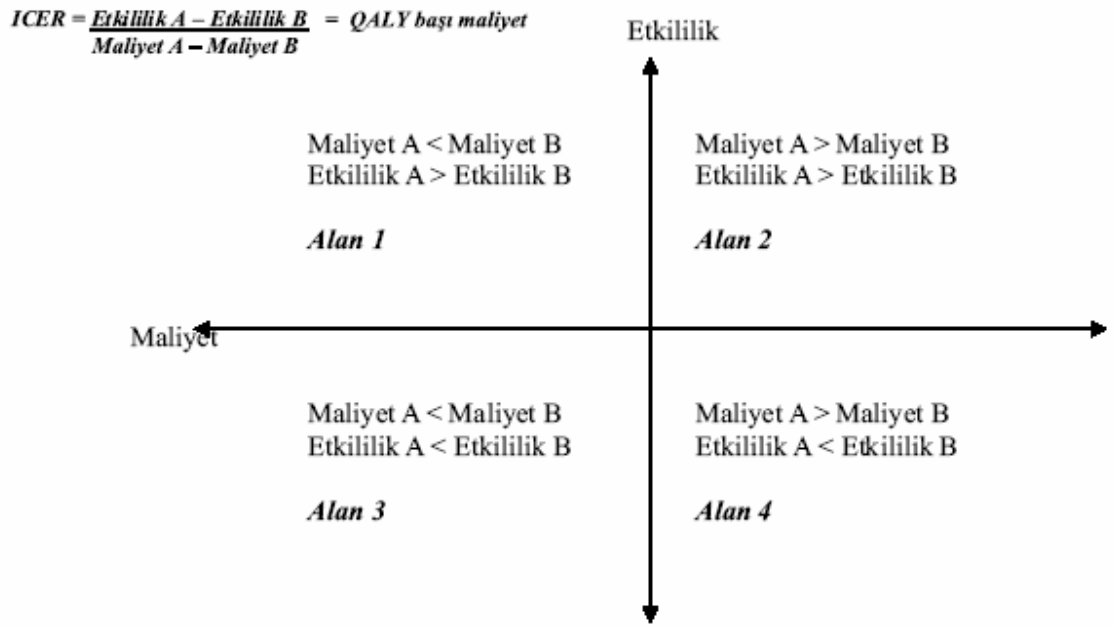 ICER = Etkililik A – Etkililik B = QALY başı maliyet
Maliyet A – Maliyet B
Etkililik
Maliyet A < Maliyet B
Etkililik A > Etkililik B
Alan 1
Maliyet A > Maliyet B
Etkililik A > Etkililik B
Alan 2
Maliyet
Maliyet A < Maliyet B
Etkililik A < Etkililik B
Alan 3
Maliyet A > Maliyet B
Etkililik A < Etkililik B
Alan 4